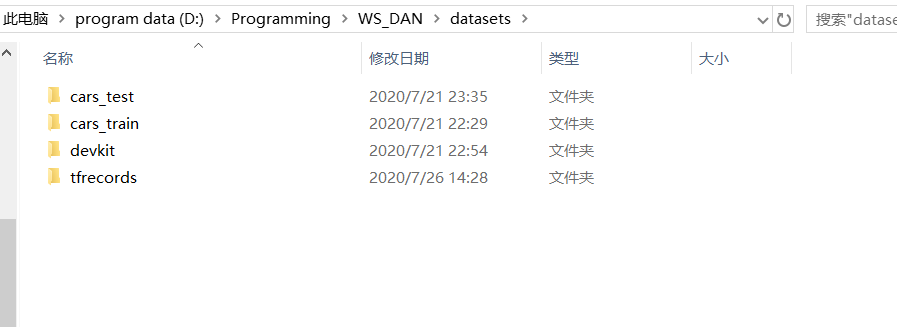 此电脑 > program data (D:) > Programming > WS_DAN > datasets > 搜索"datase
名称 修改日期 类型 大小
cars_test 2020/7/21 23:35 文件夹
cars_train 2020/7/21 22:29 文件夹
devkit 2020/7/21 22:54 文件夹
tfrecords 2020/7/26 14:28 文件夹